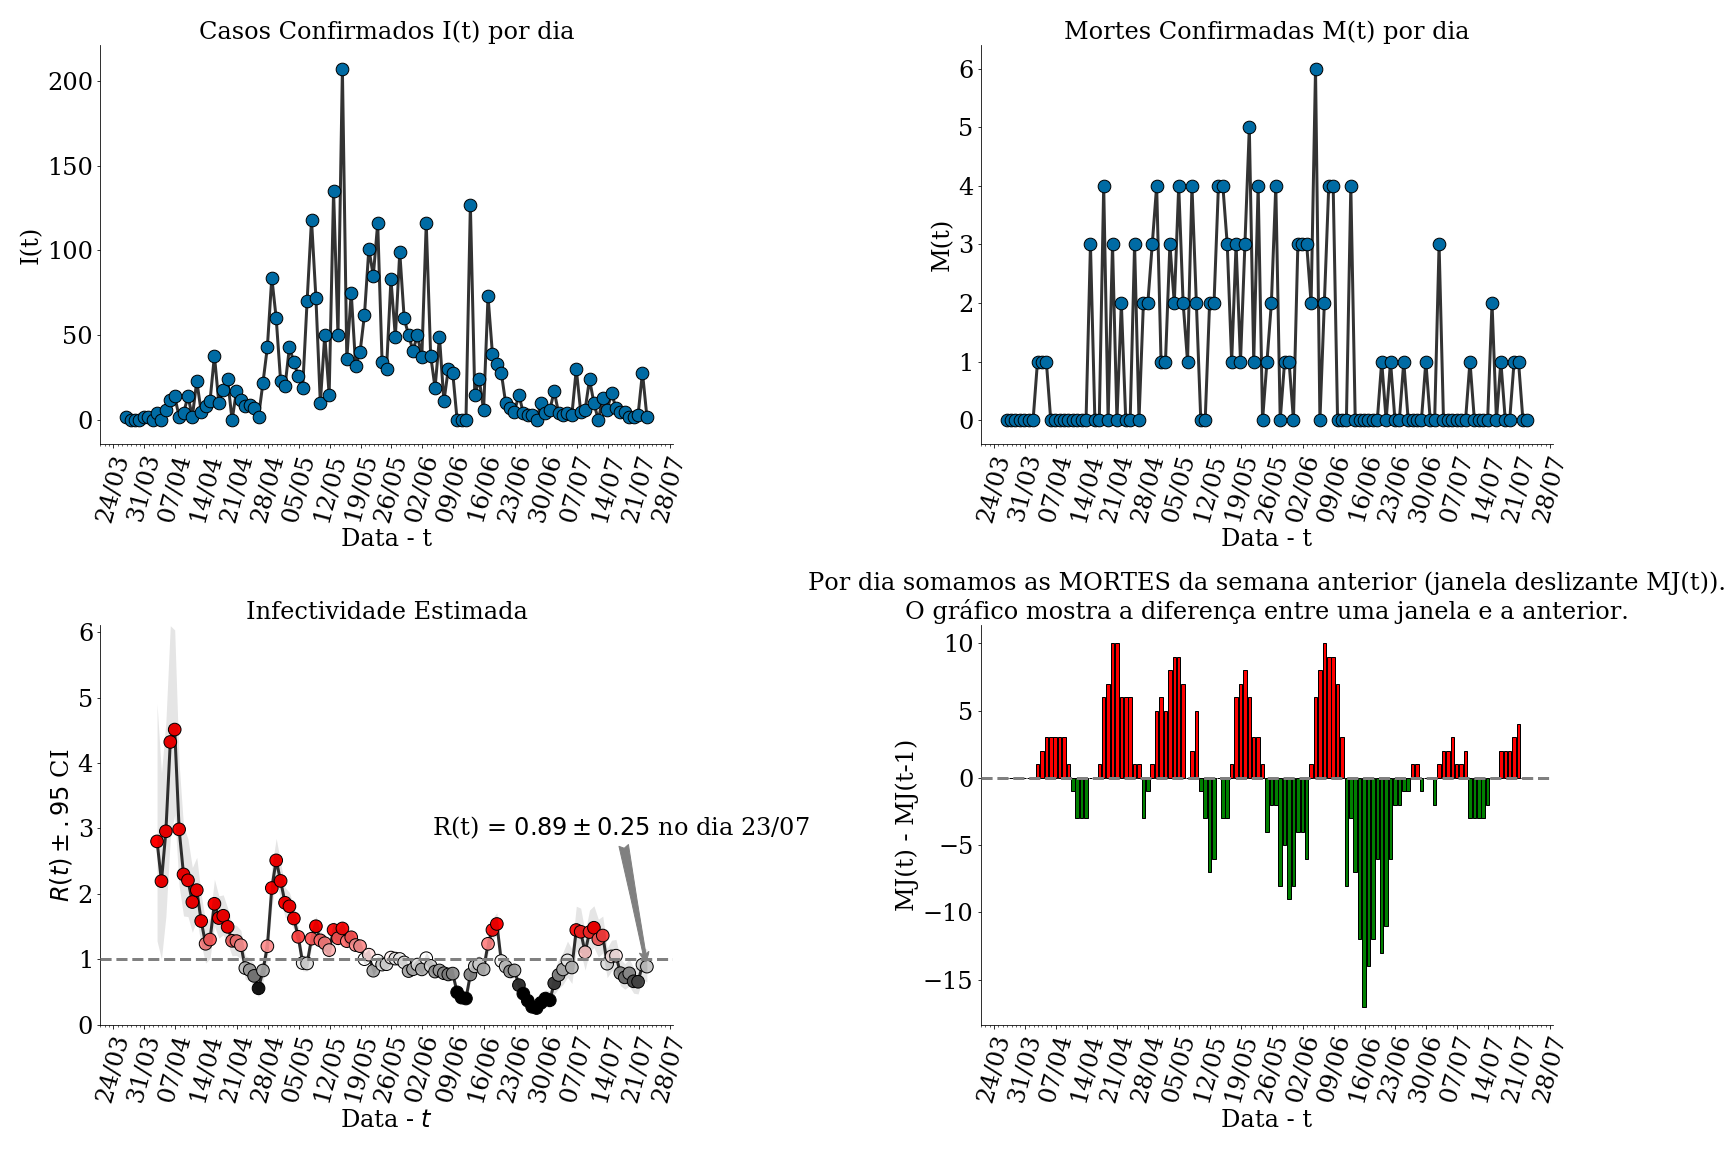 Casos Confirmados I(t) por dia
200
150
100
50
0
I(t)
24/03 31/03 07/04 14/04 21/04 28/04 05/05 12/05 19/05 26/05 02/06 09/06 16/06 23/06 30/06 07/07 14/07 21/07 28/07
Data - t
Mortes Confirmadas M(t) por dia
6
5
4
3
2
1
0
M(t)
24/03 31/03 07/04 14/04 21/04 28/04 05/05 12/05 19/05 26/05 02/06 09/06 16/06 23/06 30/06 07/07 14/07 21/07 28/07
Data - t
Infectividade Estimada
6
5
4
3
2
1
0
R(t) ± .95 CI
R(t) = 0.89 ± 0.25 no dia 23/07
24/03 31/03 07/04 14/04 21/04 28/04 05/05 12/05 19/05 26/05 02/06 09/06 16/06 23/06 30/06 07/07 14/07 21/07 28/07
Data - t
Por dia somamos as MORTES da semana anterior (janela deslizante MJ(t)).
O gráfico mostra a diferença entre uma janela e a anterior.
10
5
0
−5
−10
−15
MJ(t) - MJ(t-1)
24/03 31/03 07/04 14/04 21/04 28/04 05/05 12/05 19/05 26/05 02/06 09/06 16/06 23/06 30/06 07/07 14/07 21/07 28/07
Data - t